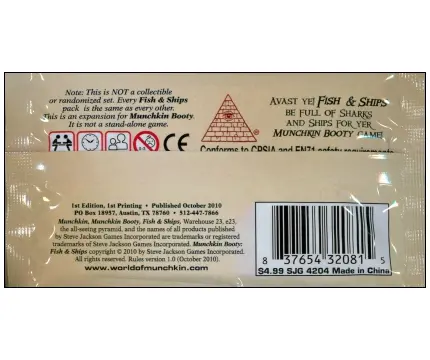 Note: This is NOT a collectible
or randomized set. Every Fish & Ships
pack is the same as every other.
This is an expansion for Munchkin Booty.
It is not a stand-alone game.
CE
®
AVAST YE! FISH & SHIPS
BE FULL OF SHARKS
AND SHIPS FOR YER
MUNCHKIN BOOTY GAME!
Conforms to CPSIA and EN71 safety requirements
1st Edition, 1st Printing • Published October 2010
PO Box 18957, Austin, TX 78760 • 512-447-7866
Munchkin, Munchkin Booty, Fish & Ships, Warehouse 23, e23,
the all-seeing pyramid, and the names of all products published
by Steve Jackson Games Incorporated are trademarks or registered
trademarks of Steve Jackson Games Incorporated. Munchkin Booty:
Fish & Ships copyright © 2010 by Steve Jackson Games Incorporated.
All rights reserved. Rules version 1.0 (October 2010).
www.worldofmunchkin.com
8 37654 32081 5
$4.99 SJG 4204 Made in China